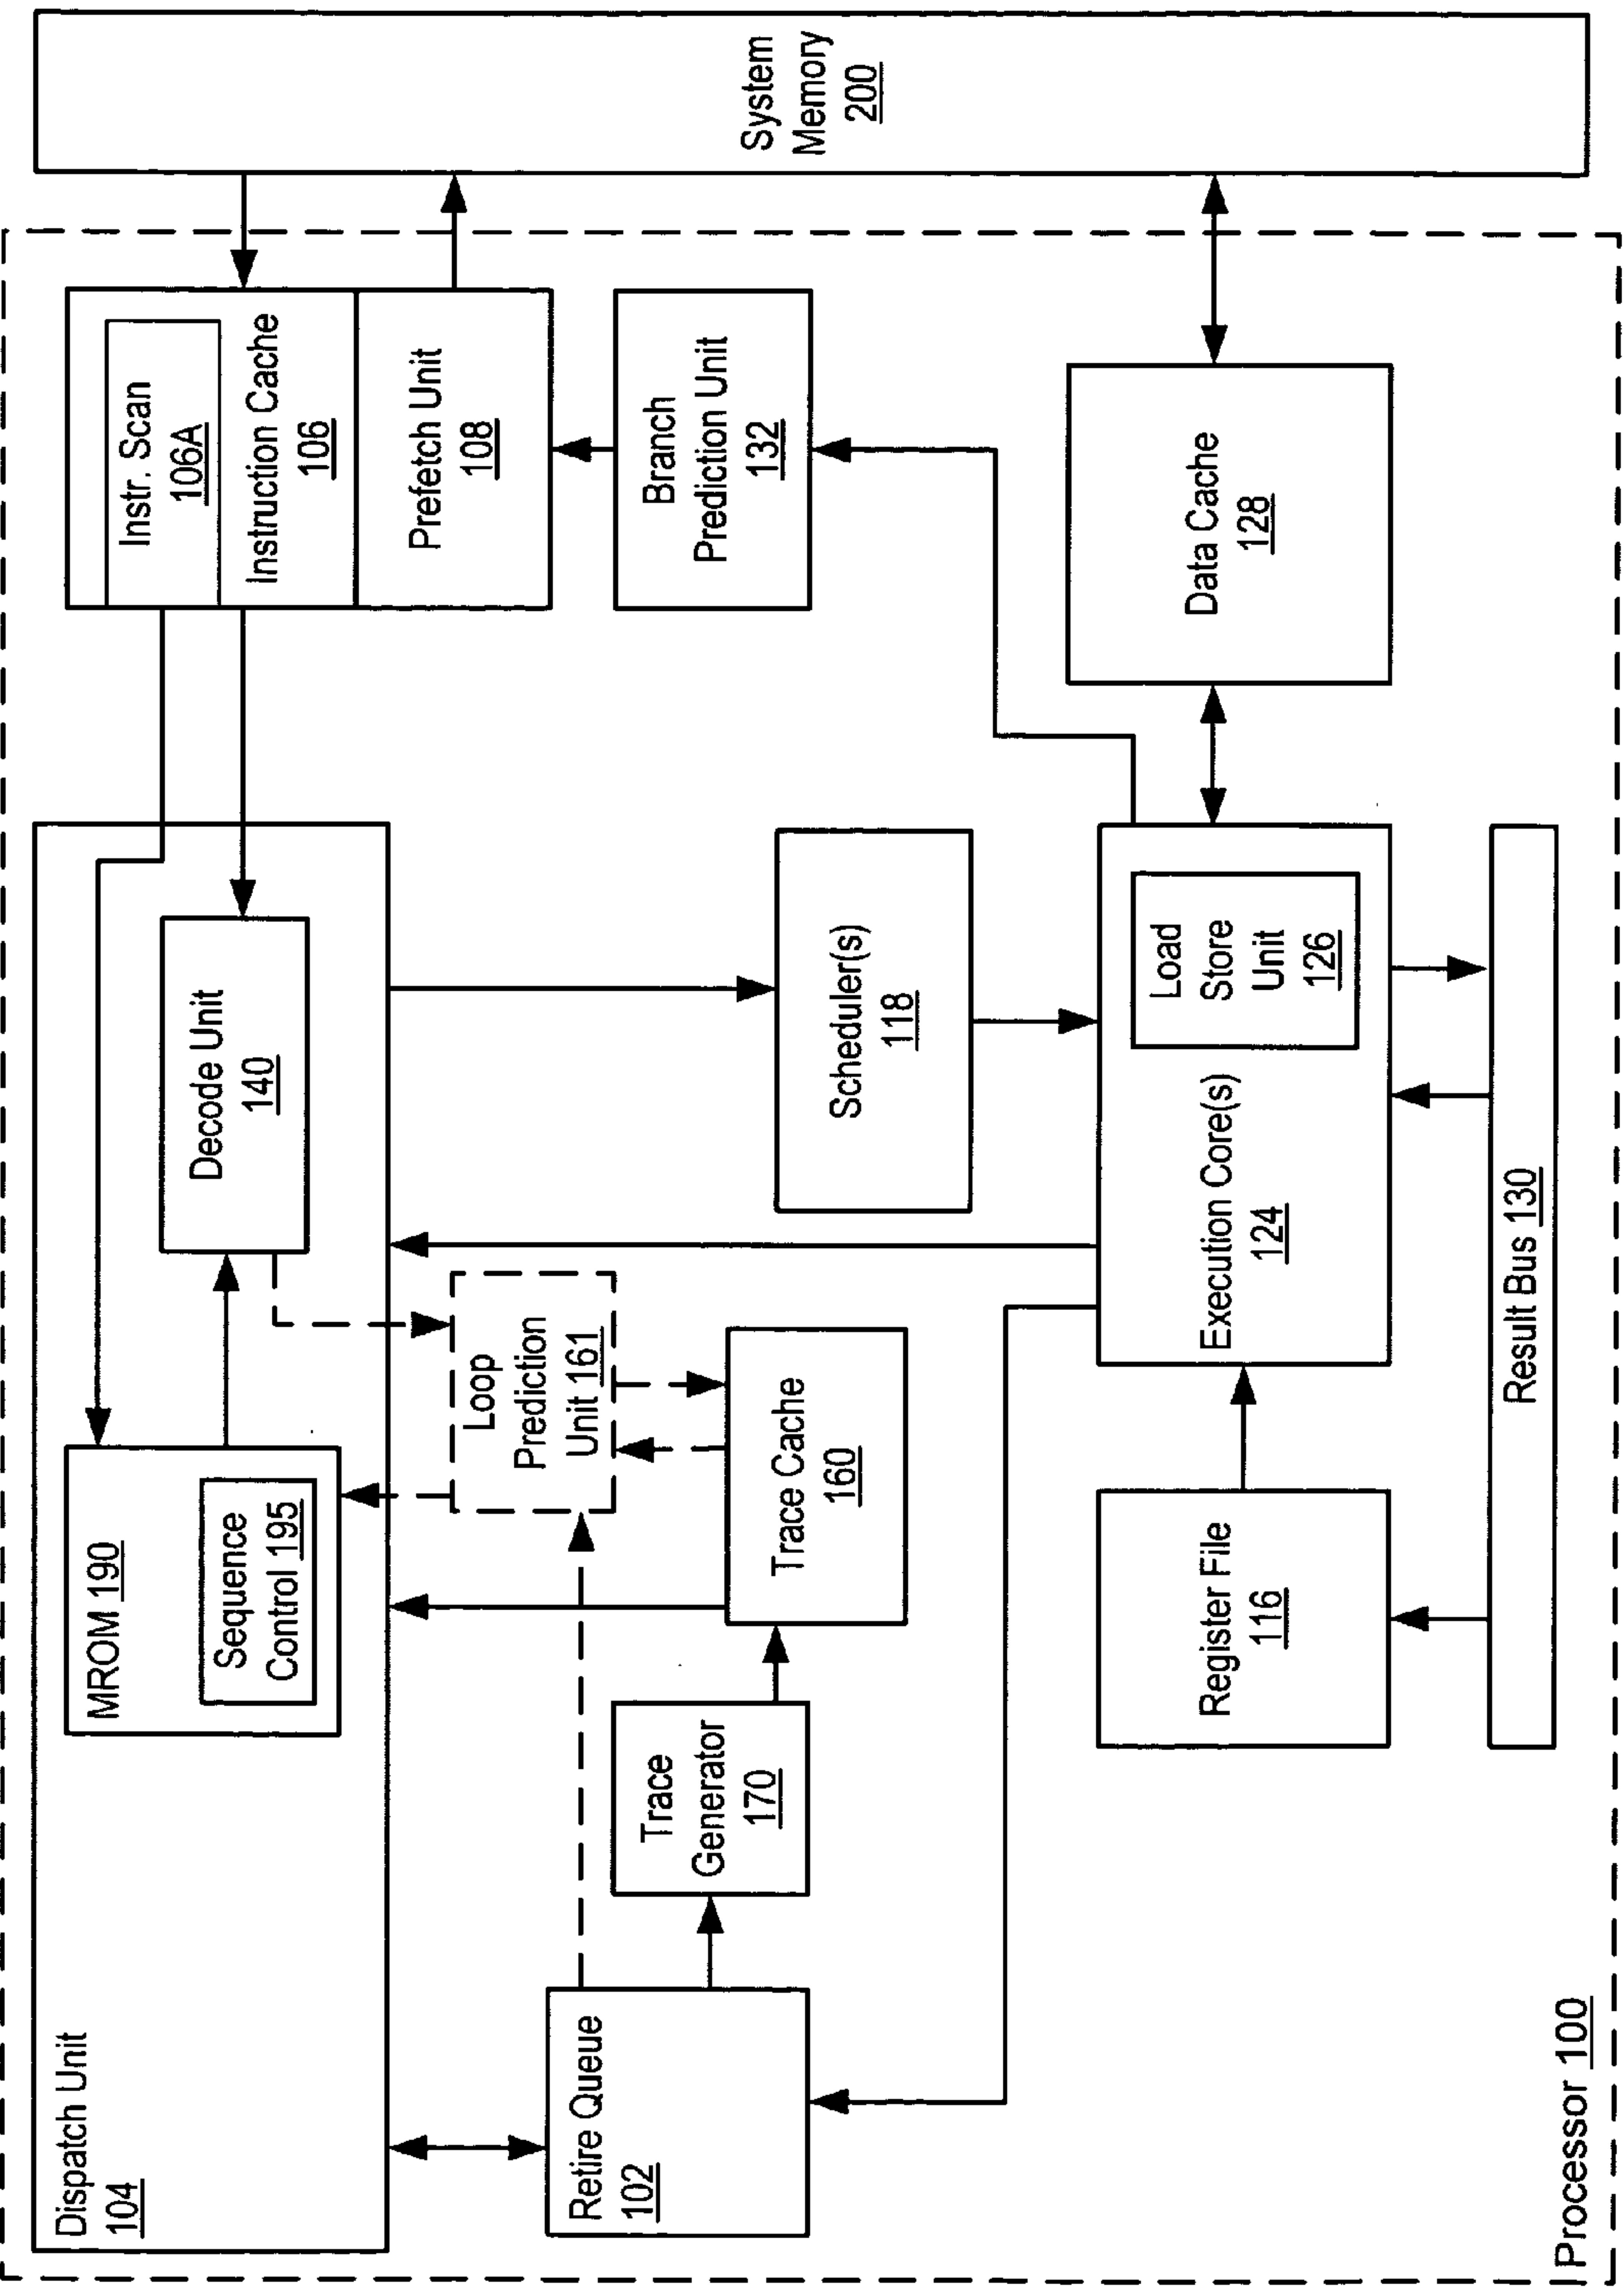 Dispatch Unit
104
MROM 190
Sequence
Control 195
Decode Unit
140
Instr. Scan
106A
Instruction Cache
106
Prefetch Unit
108
Branch
Prediction Unit
132
Loop
Prediction
Unit 161
Retire Queue
102
Trace
Generator
170
Trace Cache
160
Scheduler(s)
118
Register File
116
Execution Core(s)
124
Load
Store
Unit
126
Data Cache
128
Result Bus 130
Processor 100
System
Memory
200